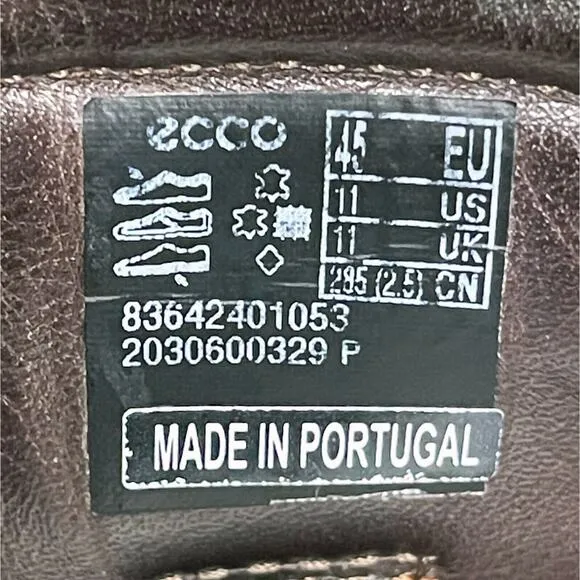 ecco
45 EU
11 US
11 UK
285 (2.5) CN
83642401053
2030600329 P
MADE IN PORTUGAL